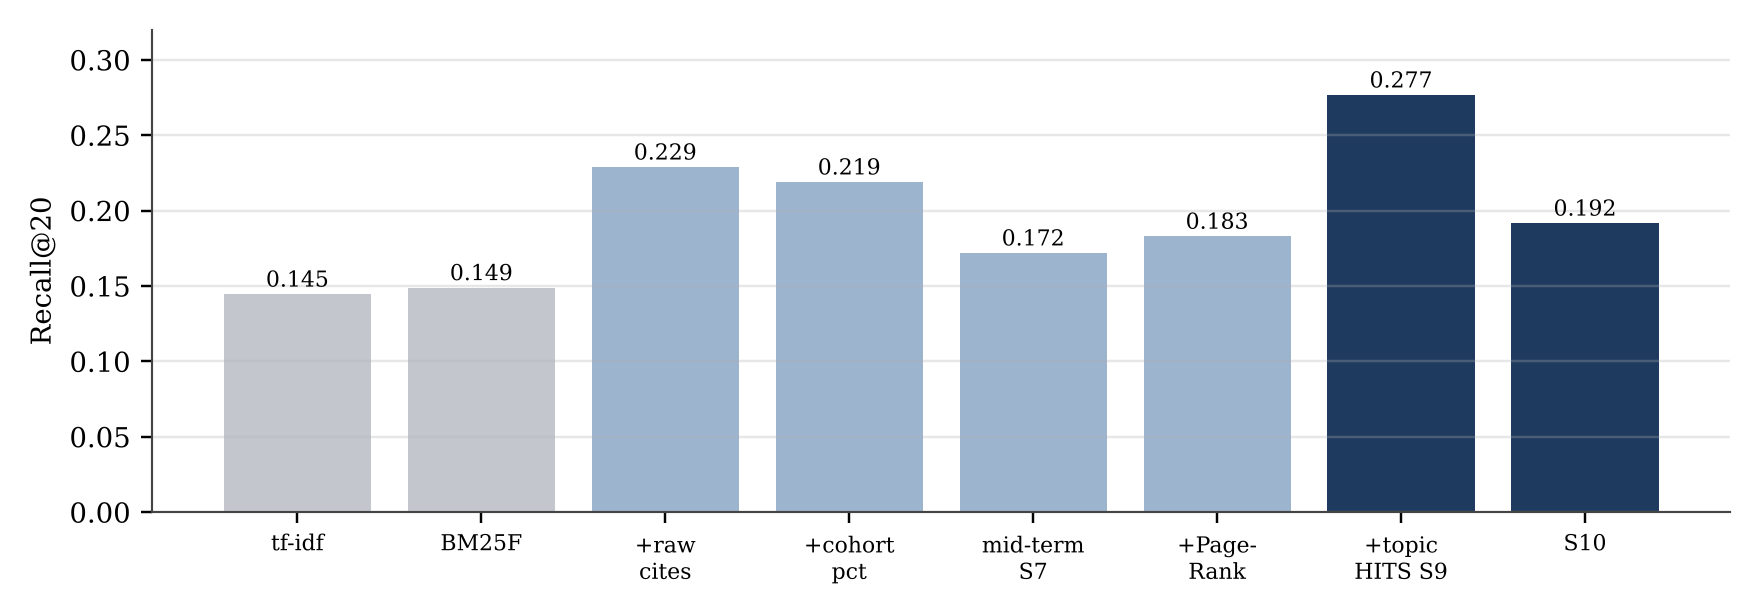 0.30
0.25
0.20
0.15
0.10
0.05
0.00
Recall@20
0.145
0.149
0.229
0.219
0.172
0.183
0.277
0.192
tf-idf
BM25F
+raw
cites
+cohort
pct
mid-term
S7
+Page-
Rank
+topic
HITS S9
S10